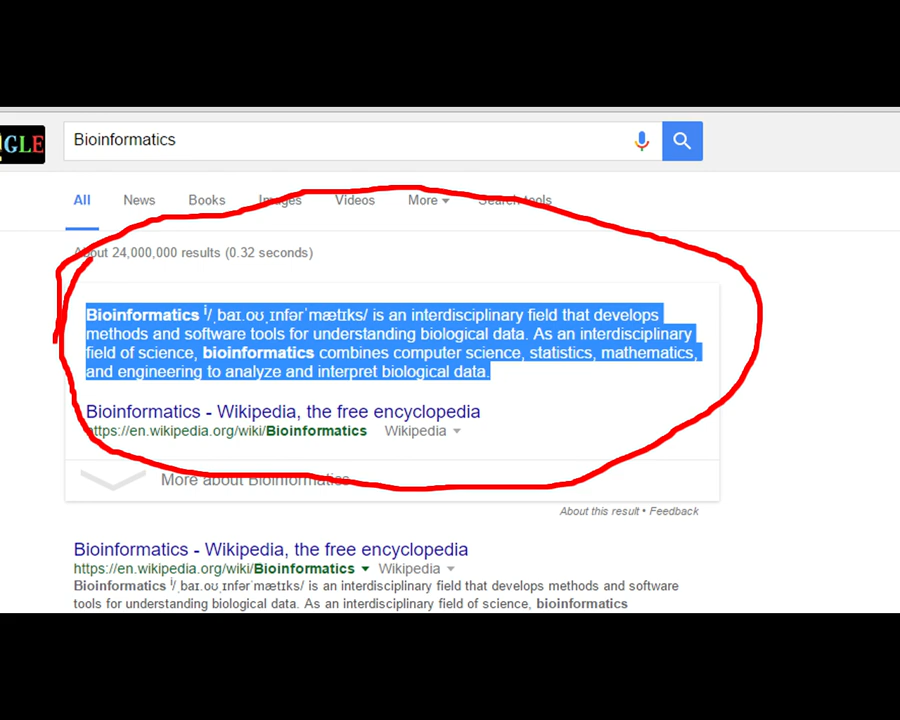 GLE
Bioinformatics
All News Books Images Videos More Search tools
About 24,000,000 results (0.32 seconds)
Bioinformatics i/ˌbaɪ.oʊˌɪnfərˈmætɪks/ is an interdisciplinary field that develops
methods and software tools for understanding biological data. As an interdisciplinary
field of science, bioinformatics combines computer science, statistics, mathematics,
and engineering to analyze and interpret biological data.
Bioinformatics - Wikipedia, the free encyclopedia
https://en.wikipedia.org/wiki/Bioinformatics Wikipedia
More about Bioinformatics
About this result • Feedback
Bioinformatics - Wikipedia, the free encyclopedia
https://en.wikipedia.org/wiki/Bioinformatics Wikipedia
Bioinformatics i/ˌbaɪ.oʊˌɪnfərˈmætɪks/ is an interdisciplinary field that develops methods and software
tools for understanding biological data. As an interdisciplinary field of science, bioinformatics